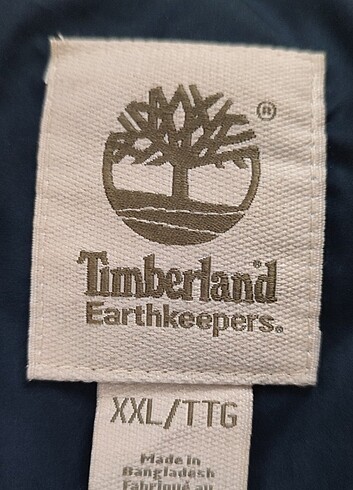 ®
Timberland®
Earthkeepers®
XXL/TTG
Made in
Bangladesh
Fabriqué au